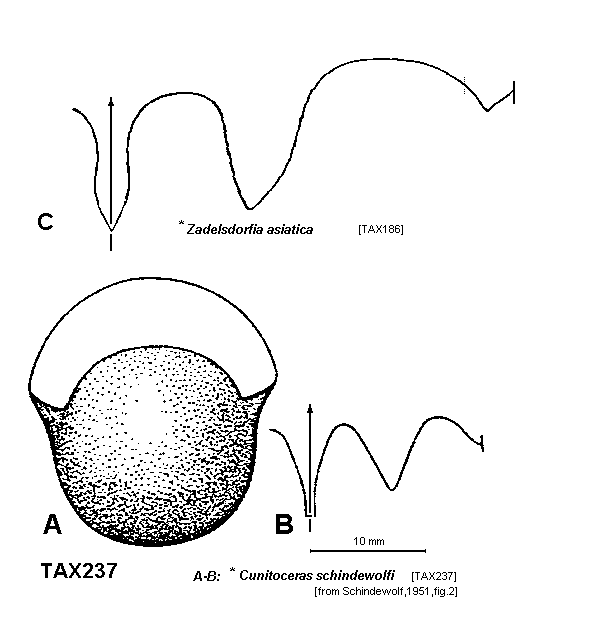 C
* Zadelsdorfia asiatica [TAX186]
A
B
10 mm
TAX237
A-B: * Cunitoceras schindewolfi [TAX237]
[from Schindewolf,1951,fig.2]